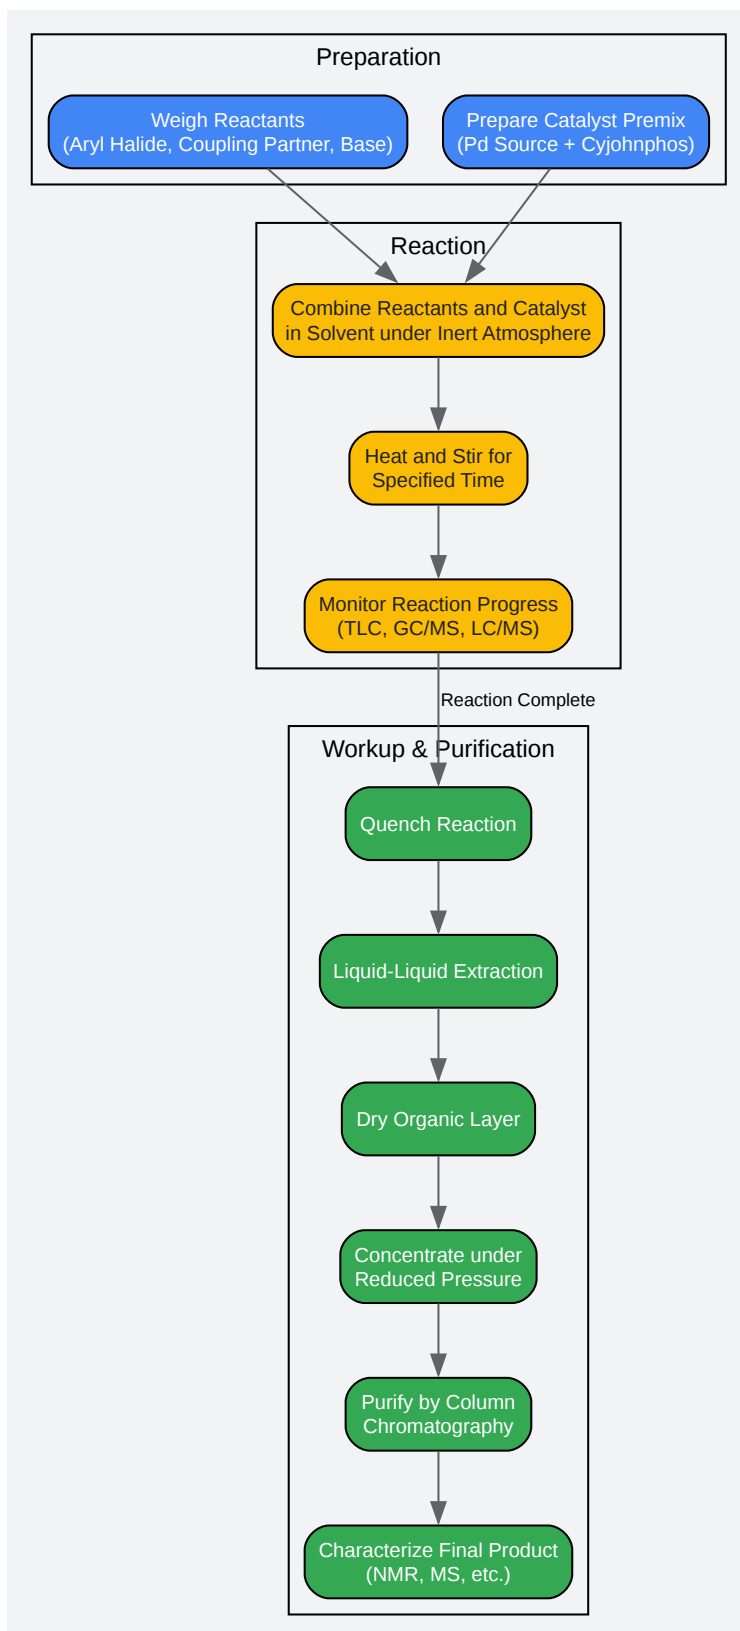 Preparation
Weigh Reactants
(Aryl Halide, Coupling Partner, Base)
Prepare Catalyst Premix
(Pd Source + Cyjohnphos)
Reaction
Combine Reactants and Catalyst
in Solvent under Inert Atmosphere
Heat and Stir for
Specified Time
Monitor Reaction Progress
(TLC, GC/MS, LC/MS)
Reaction Complete
Workup & Purification
Quench Reaction
Liquid-Liquid Extraction
Dry Organic Layer
Concentrate under
Reduced Pressure
Purify by Column
Chromatography
Characterize Final Product
(NMR, MS, etc.)